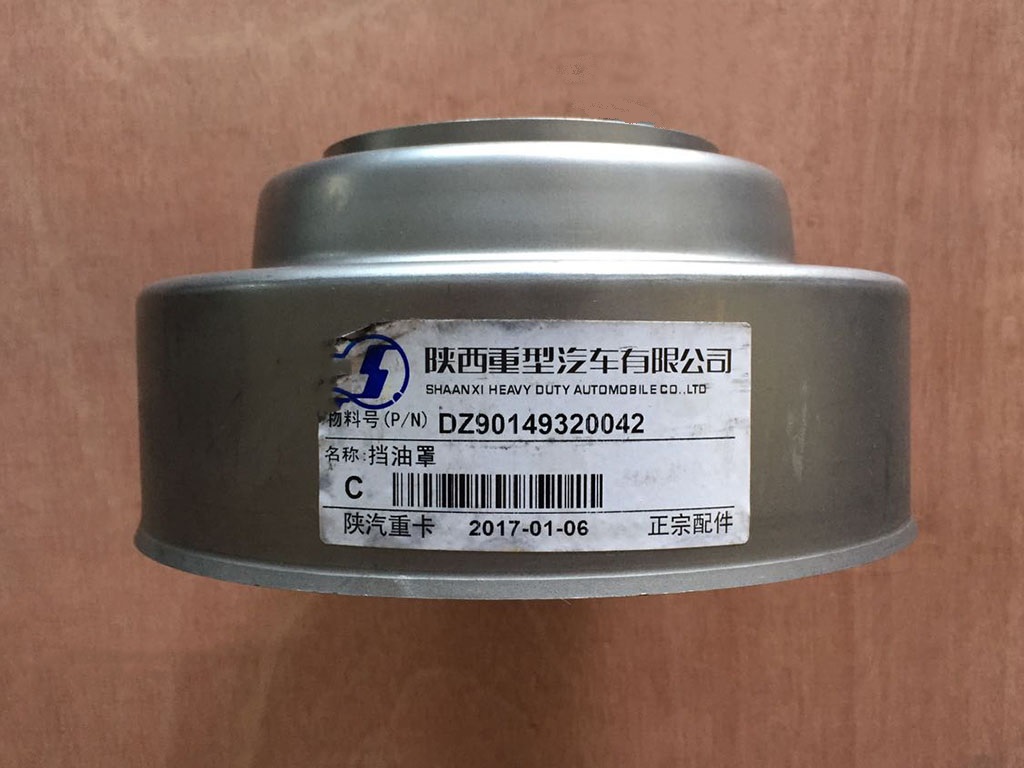 陕西重型汽车有限公司
SHAANXI HEAVY DUTY AUTOMOBILE CO.,LTD
物料号(P/N) DZ90149320042
名称:挡油罩
C
陕汽重卡 2017-01-06 正宗配件